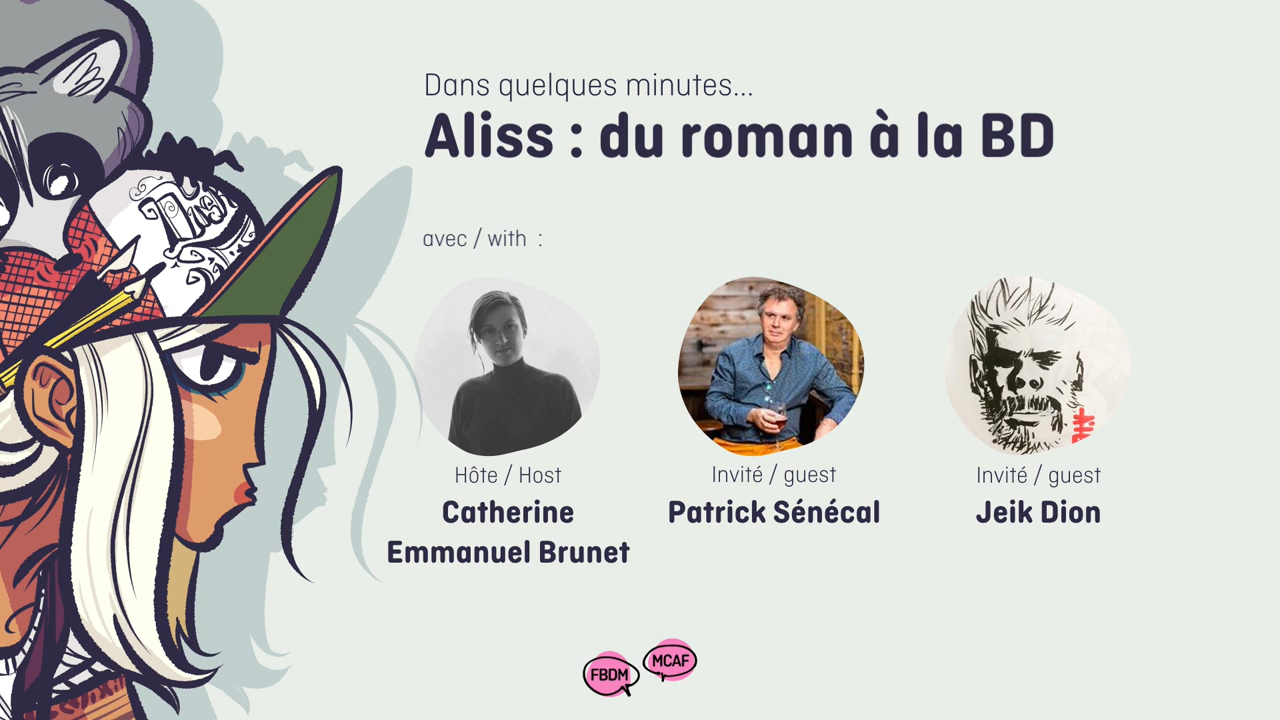 Dans quelques minutes...
Aliss : du roman à la BD
avec / with :
Hôte / Host
Catherine
Emmanuel Brunet
Invité / guest
Patrick Sénécal
Invité / guest
Jeik Dion
FBDM
MCAF